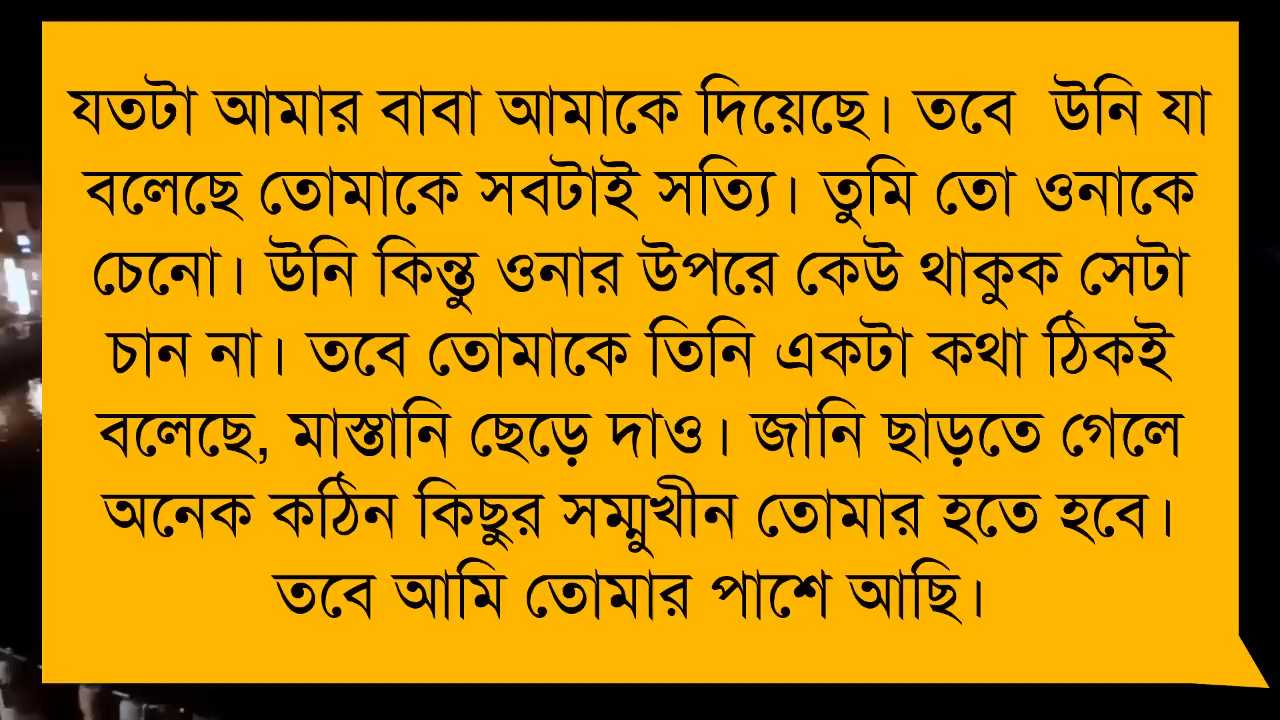 যতটা আমার বাবা আমাকে দিয়েছে। তবে উনি যা
বলেছে তোমাকে সবটাই সত্যি। তুমি তো ওনাকে
চেনো। উনি কিন্তু ওনার উপরে কেউ থাকুক সেটা
চান না। তবে তোমাকে তিনি একটা কথা ঠিকই
বলেছে, মাস্তানি ছেড়ে দাও। জানি ছাড়তে গেলে
অনেক কঠিন কিছুর সম্মুখীন তোমার হতে হবে।
তবে আমি তোমার পাশে আছি।